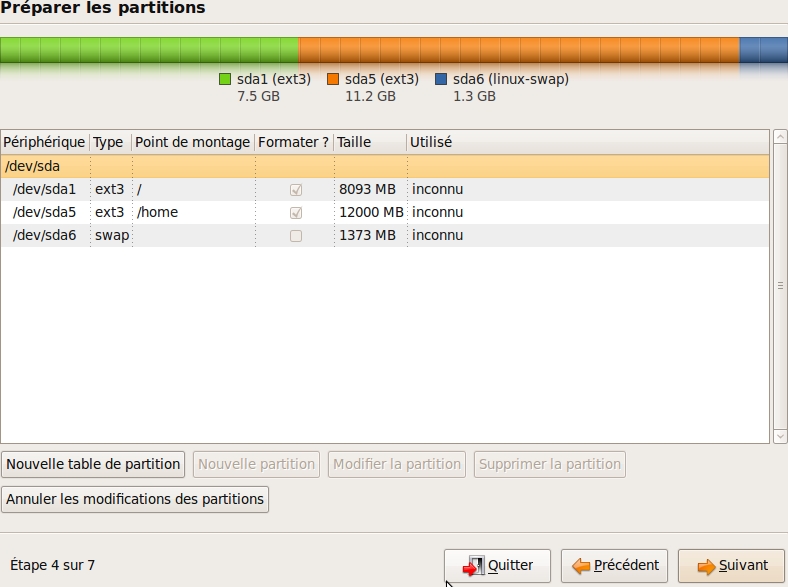 Préparer les partitions
sda1 (ext3) sda5 (ext3) sda6 (linux-swap)
7.5 GB 11.2 GB 1.3 GB
Périphérique Type Point de montage Formater ? Taille Utilisé
/dev/sda
/dev/sda1 ext3 / 8093 MB inconnu
/dev/sda5 ext3 /home 12000 MB inconnu
/dev/sda6 swap 1373 MB inconnu
Nouvelle table de partition Nouvelle partition Modifier la partition Supprimer la partition
Annuler les modifications des partitions
Étape 4 sur 7 Quitter Précédent Suivant